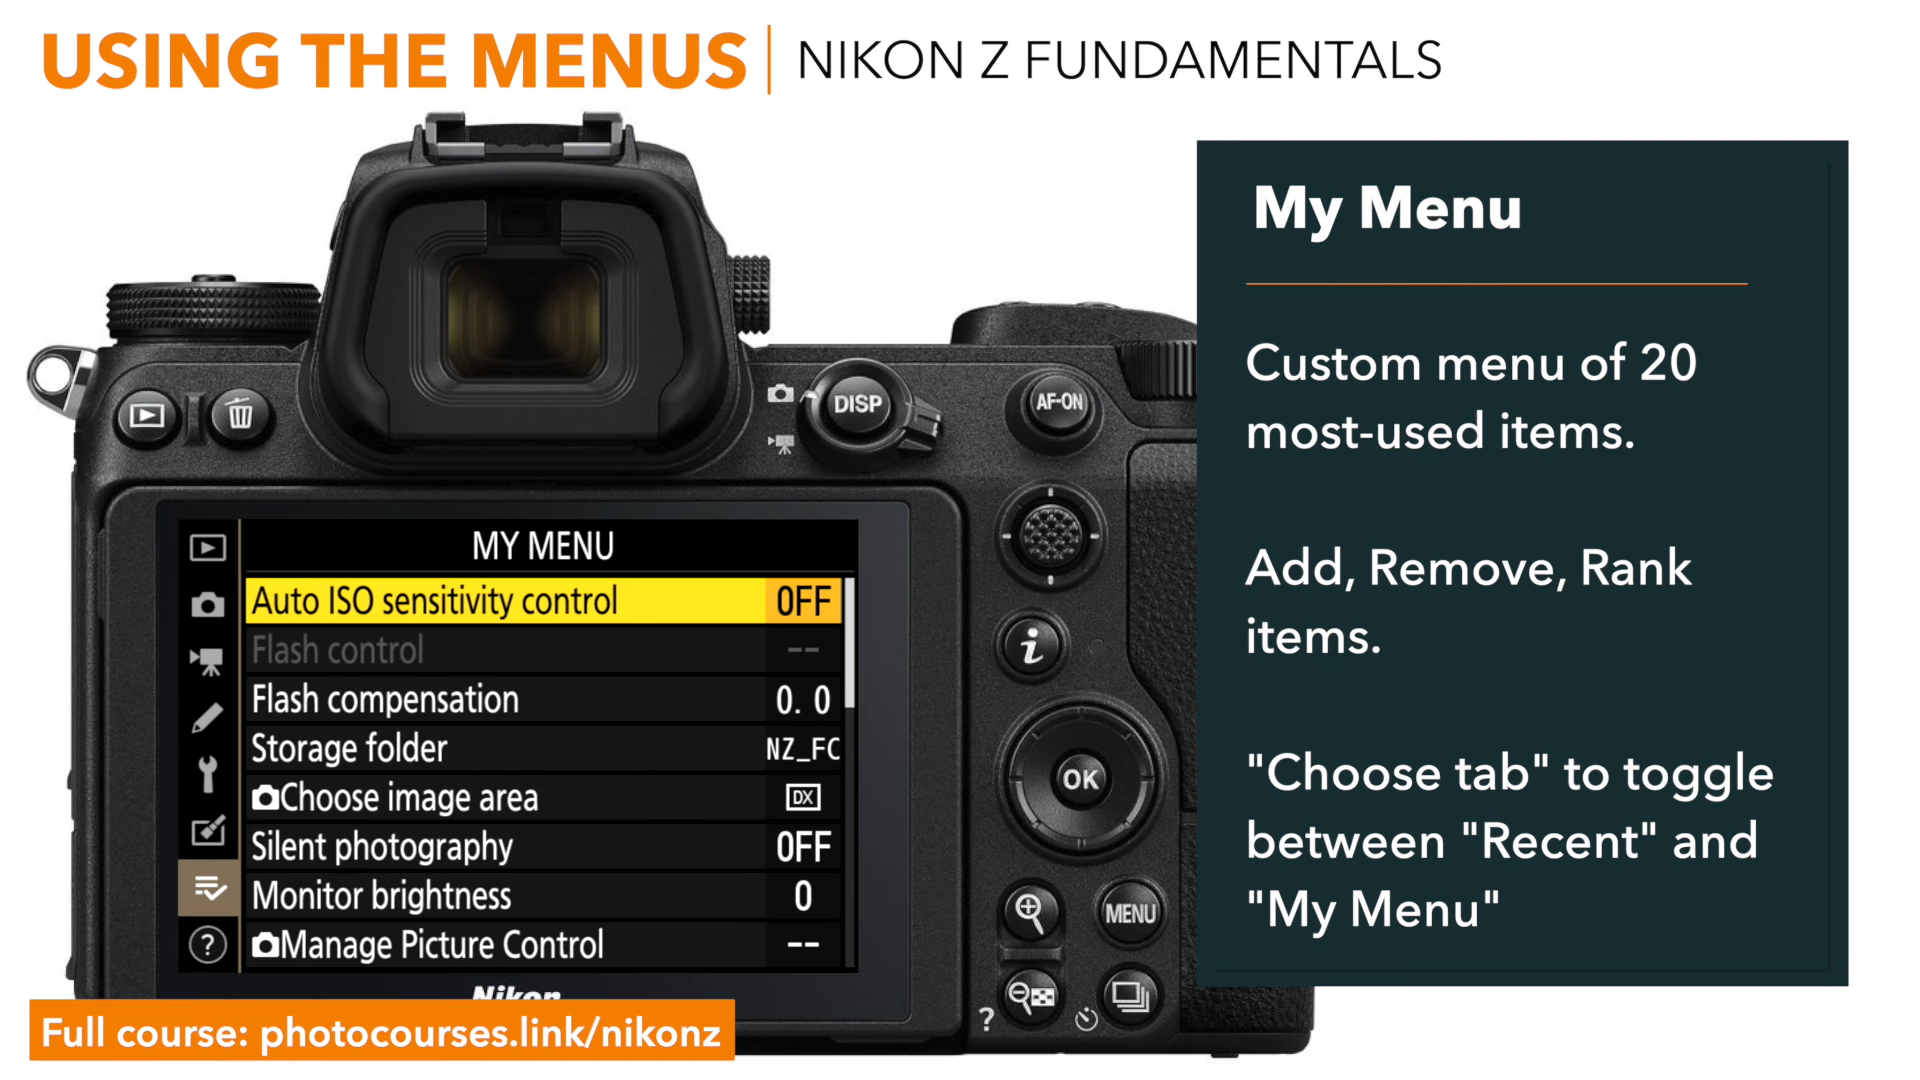 USING THE MENUS | NIKON Z FUNDAMENTALS
My Menu
Custom menu of 20
most-used items.
Add, Remove, Rank
items.
"Choose tab" to toggle
between "Recent" and
"My Menu"
DISP
AF-ON
MY MENU
Auto ISO sensitivity control OFF
Flash control --
Flash compensation 0.0
Storage folder NZ_FC
Choose image area DX
Silent photography OFF
Monitor brightness 0
Manage Picture Control --
?
i
OK
MENU
?
Nikon
Full course: photocourses.link/nikonz